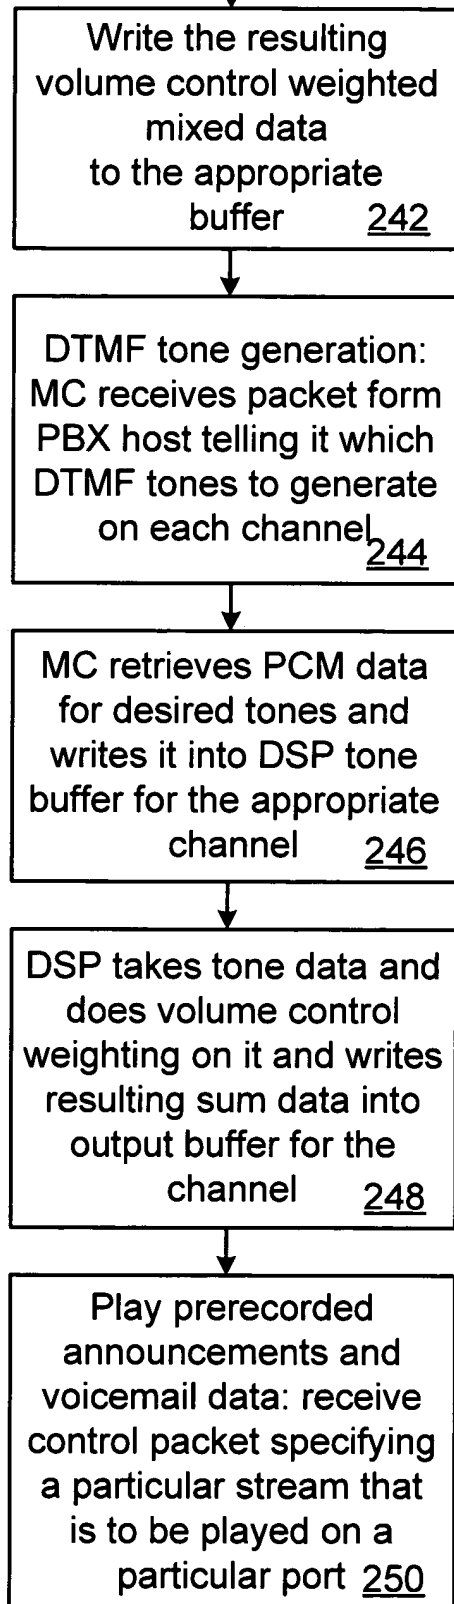 Write the resulting
volume control weighted
mixed data
to the appropriate
buffer 242
DTMF tone generation:
MC receives packet form
PBX host telling it which
DTMF tones to generate
on each channel
244
MC retrieves PCM data
for desired tones and
writes it into DSP tone
buffer for the appropriate
channel 246
DSP takes tone data and
does volume control
weighting on it and writes
resulting sum data into
output buffer for the
channel 248
Play prerecorded
announcements and
voicemail data: receive
control packet specifying
a particular stream that
is to be played on a
particular port 250